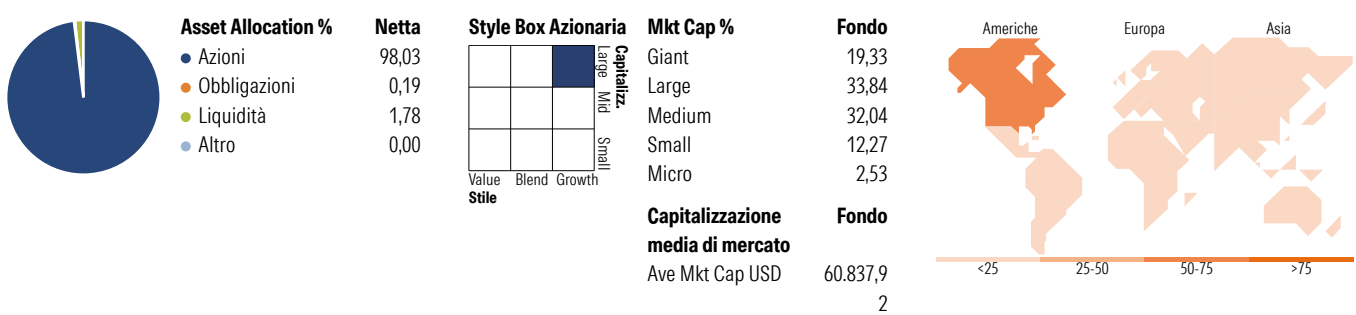 Asset Allocation % Netta
Azioni 98,03
Obbligazioni 0,19
Liquidità 1,78
Altro 0,00
Style Box Azionaria
Capitalizz.
Large
Mid
Small
Value Blend Growth
Stile
Mkt Cap % Fondo
Giant 19,33
Large 33,84
Medium 32,04
Small 12,27
Micro 2,53
Capitalizzazione Fondo
media di mercato
Ave Mkt Cap USD 60.837,9
2
Americhe Europa Asia
<25 25-50 50-75 >75